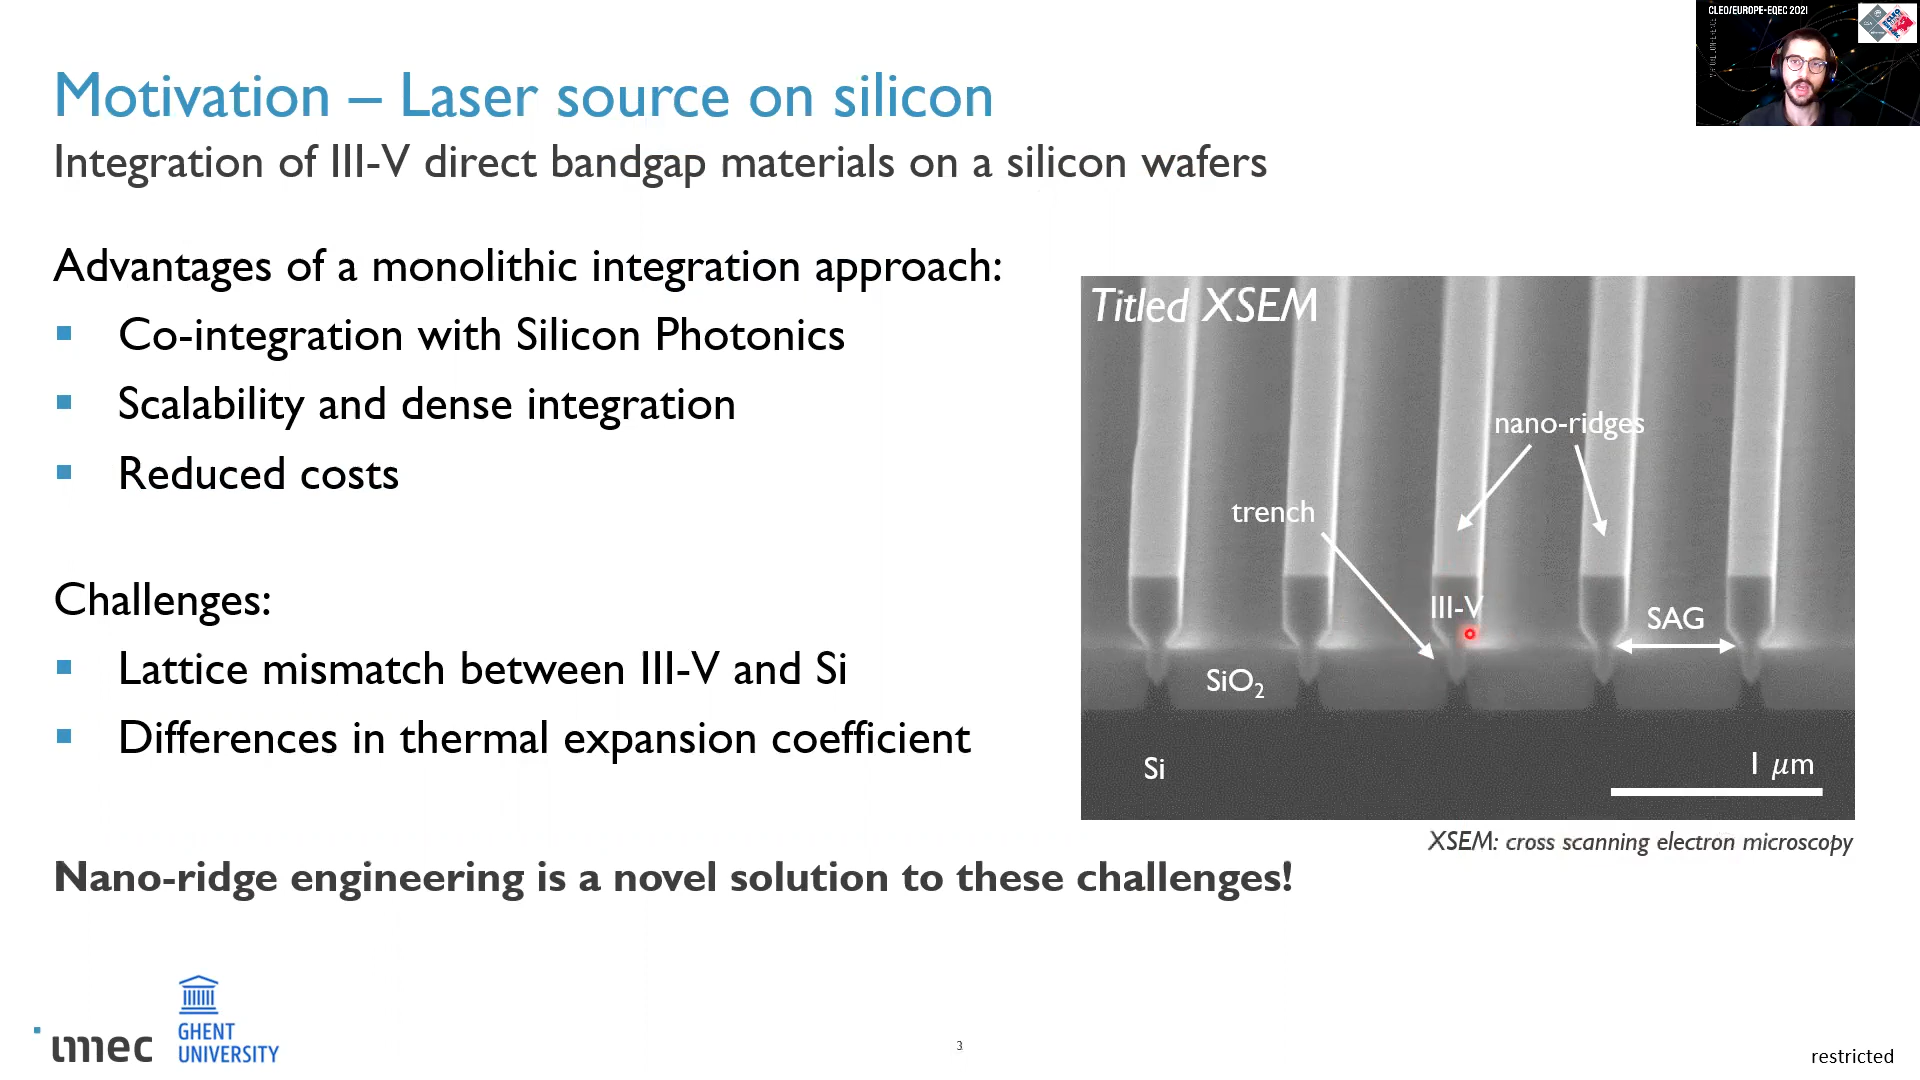 CLEO/EUROPE-EQEC 2021
Motivation – Laser source on silicon
Integration of III-V direct bandgap materials on a silicon wafers
Advantages of a monolithic integration approach:
▪ Co-integration with Silicon Photonics
▪ Scalability and dense integration
▪ Reduced costs
Challenges:
▪ Lattice mismatch between III-V and Si
▪ Differences in thermal expansion coefficient
Titled XSEM
nano-ridges
trench
III-V
SAG
SiO₂
Si
1 μm
XSEM: cross scanning electron microscopy
Nano-ridge engineering is a novel solution to these challenges!
imec
GHENT
UNIVERSITY
3
restricted